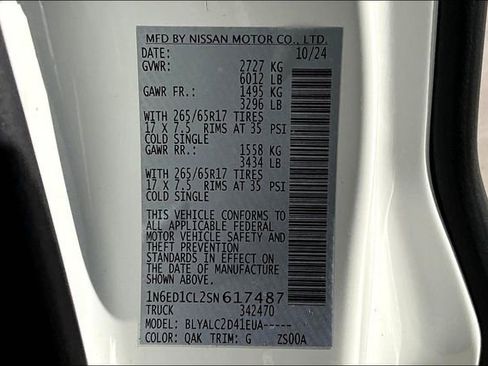 MFD BY NISSAN MOTOR CO., LTD.
DATE: 10/24
GVWR: 2727 KG
6012 LB
GAWR FR.: 1495 KG
3296 LB
WITH 265/65R17 TIRES
17 X 7.5 RIMS AT 35 PSI
COLD SINGLE
GAWR RR.: 1558 KG
3434 LB
WITH 265/65R17 TIRES
17 X 7.5 RIMS AT 35 PSI
COLD SINGLE
THIS VEHICLE CONFORMS TO
ALL APPLICABLE FEDERAL
MOTOR VEHICLE SAFETY AND
THEFT PREVENTION
STANDARDS IN EFFECT ON
THE DATE OF MANUFACTURE
SHOWN ABOVE.
1N6ED1CL2SN617487
TRUCK 342470
MODEL: BLYALC2D41EUA-----
COLOR: QAK TRIM: G ZS00A